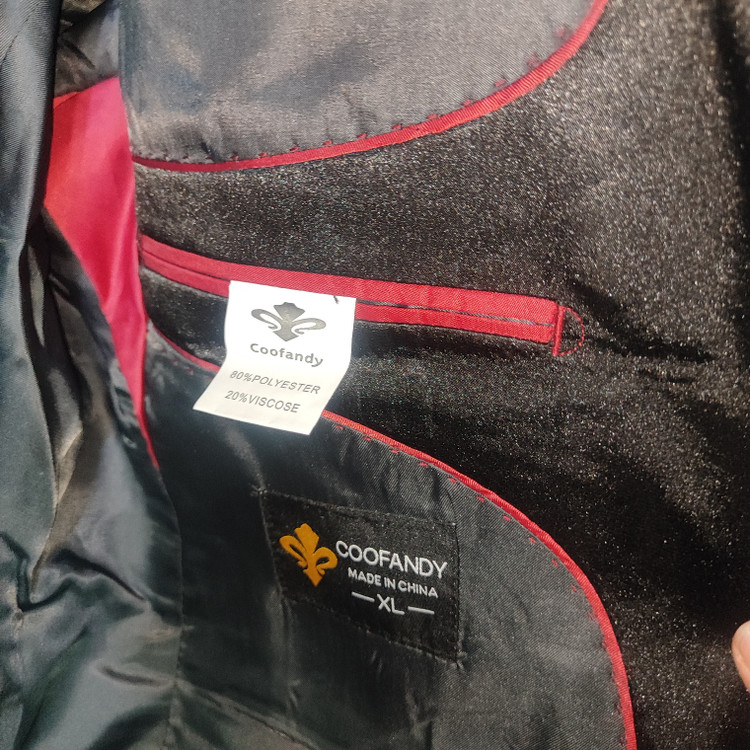 Coofandy
80%POLYESTER
20%VISCOSE
COOFANDY
MADE IN CHINA
XL